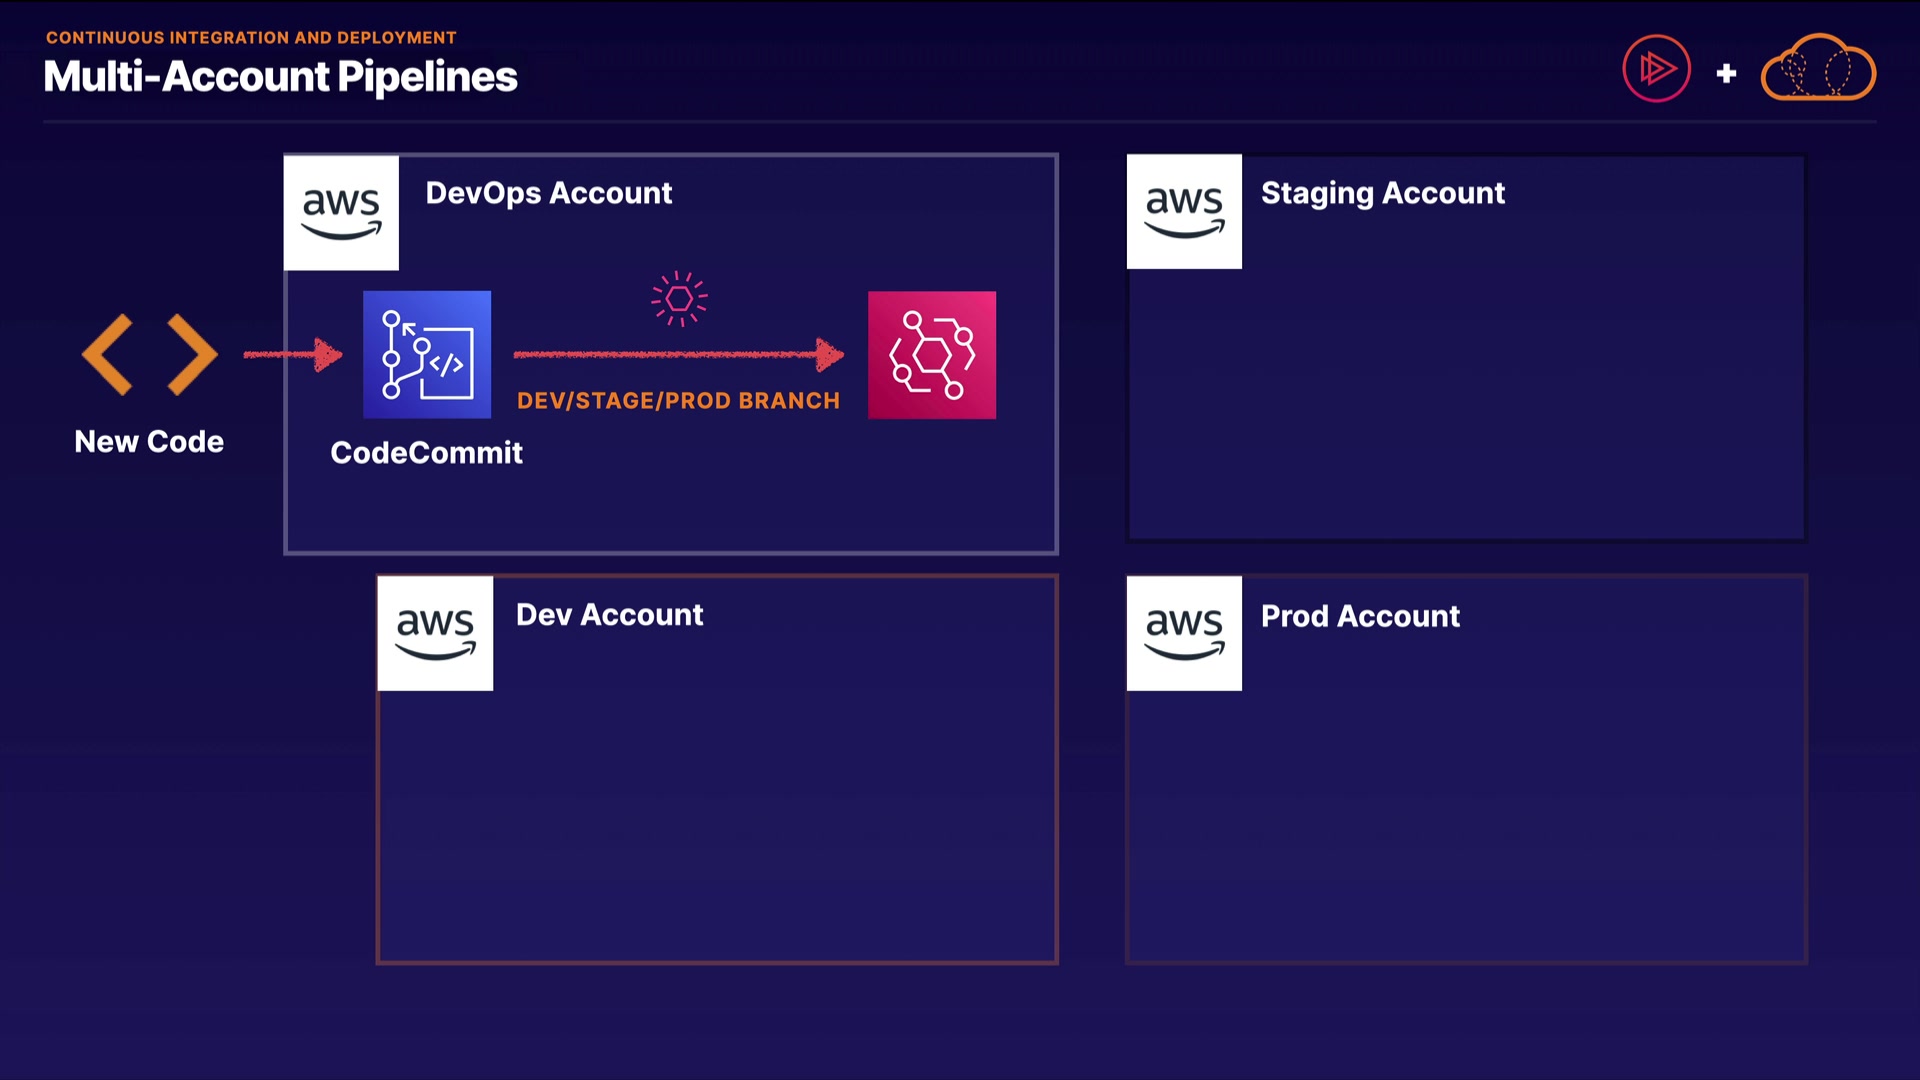 CONTINUOUS INTEGRATION AND DEPLOYMENT
Multi-Account Pipelines
aws
DevOps Account
aws
Staging Account
</>
DEV/STAGE/PROD BRANCH
New Code
CodeCommit
aws
Dev Account
aws
Prod Account